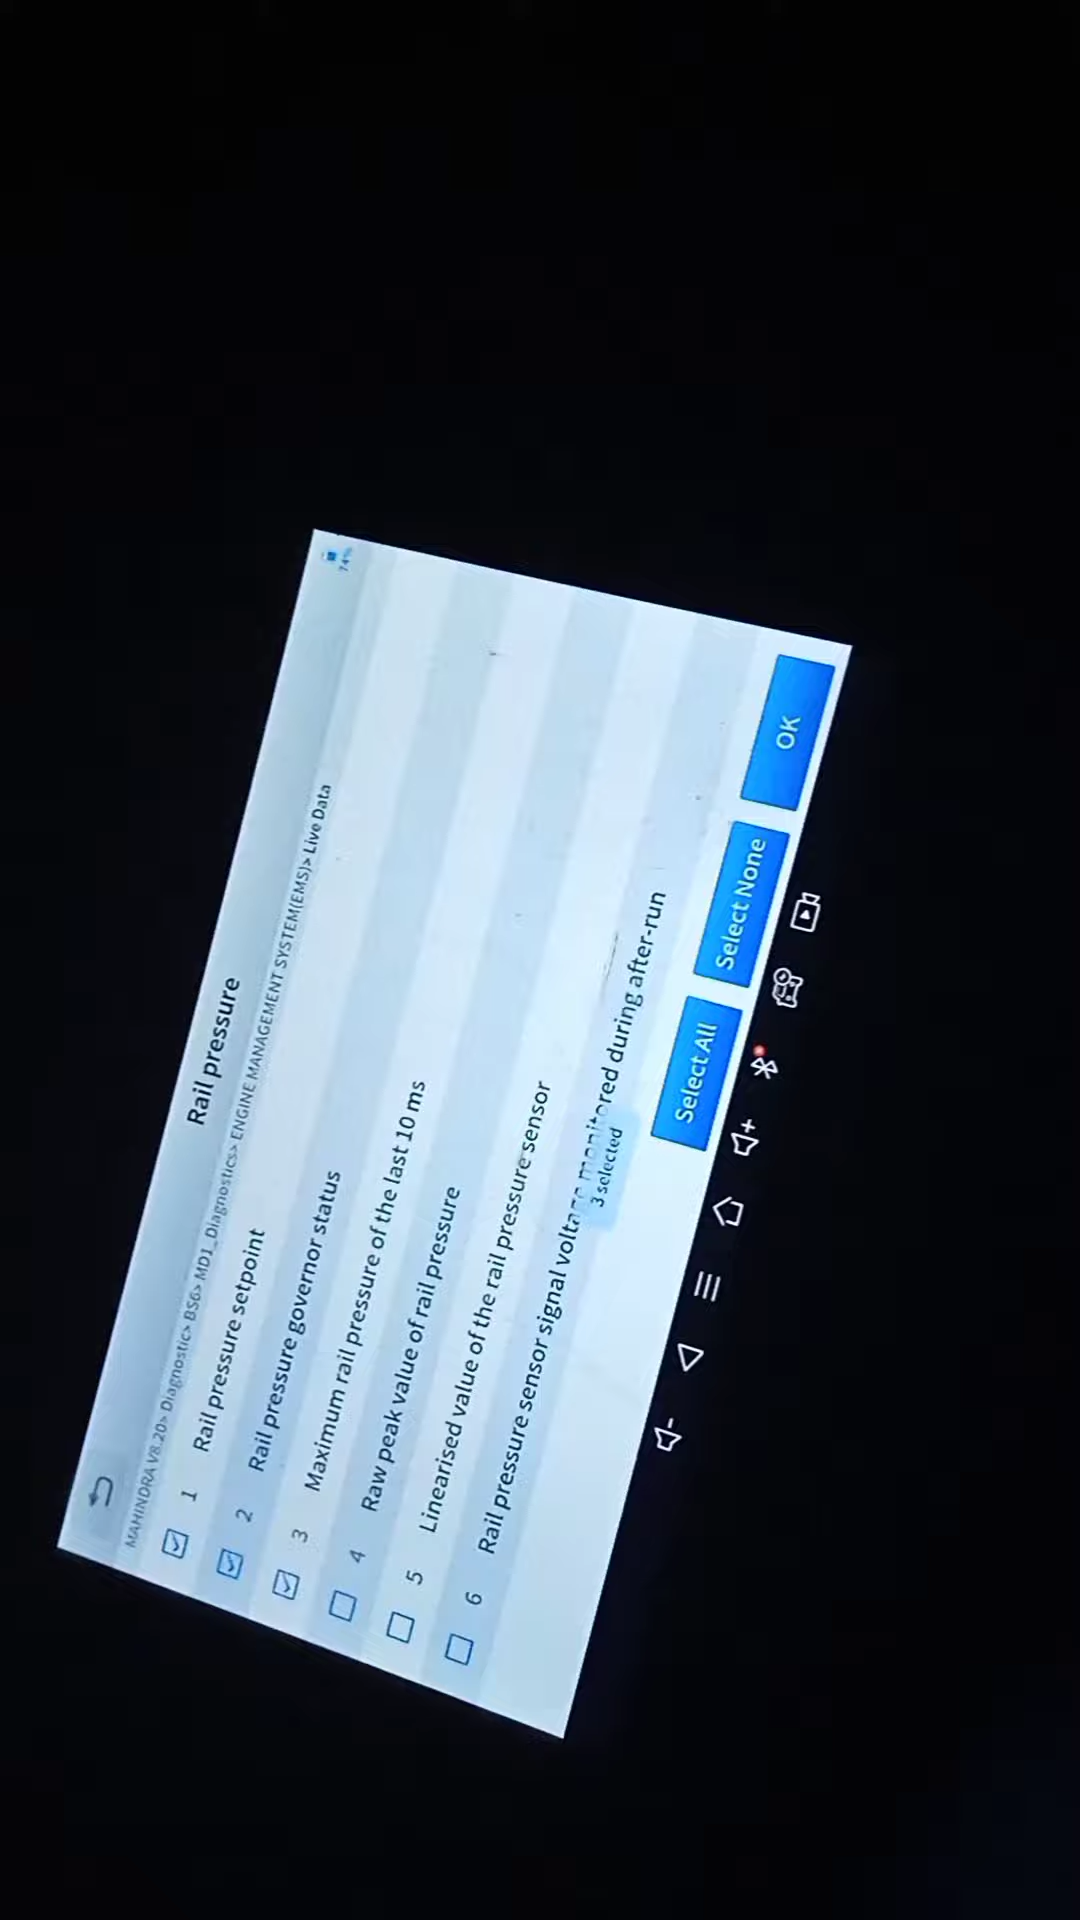 Rail pressure
74%
MAHINDRA V8.20> Diagnostic> BS6> MD1_Diagnostics> ENGINE MANAGEMENT SYSTEM(EMS)> Live Data
1 Rail pressure setpoint
2 Rail pressure governor status
3 Maximum rail pressure of the last 10 ms
4 Raw peak value of rail pressure
5 Linearised value of the rail pressure sensor
6 Rail pressure sensor signal voltage monitored during after-run
3 selected
Select All Select None OK